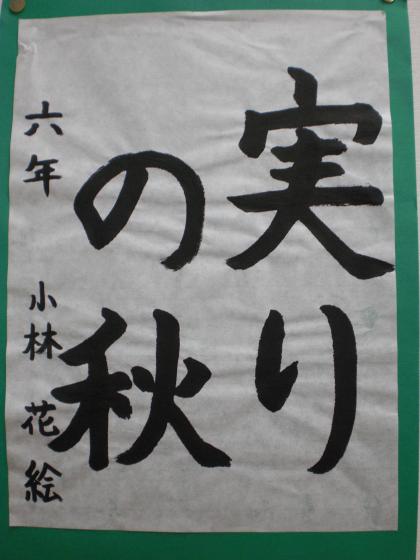 実り
の秋
六年 小林 花絵